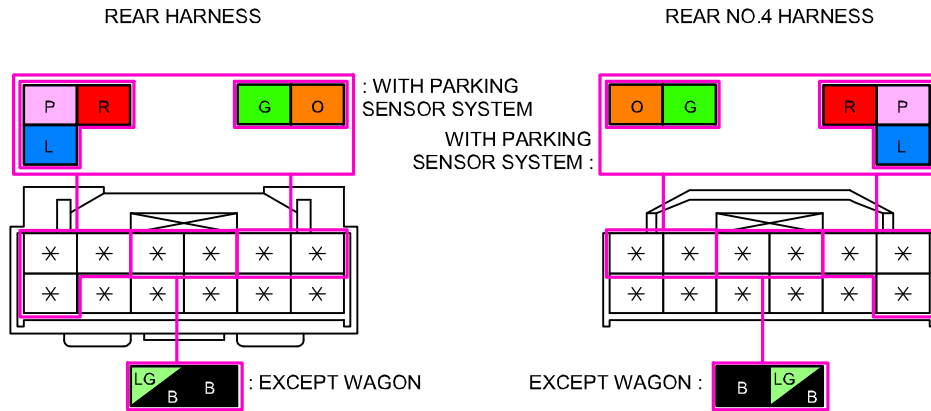 REAR HARNESS
REAR NO.4 HARNESS
P R G O : WITH PARKING
SENSOR SYSTEM
L
O G R P
L
WITH PARKING
SENSOR SYSTEM :
* * * * * *
* * * * * *
* * * * * *
* * * * * *
LG B B : EXCEPT WAGON
EXCEPT WAGON : B LG B